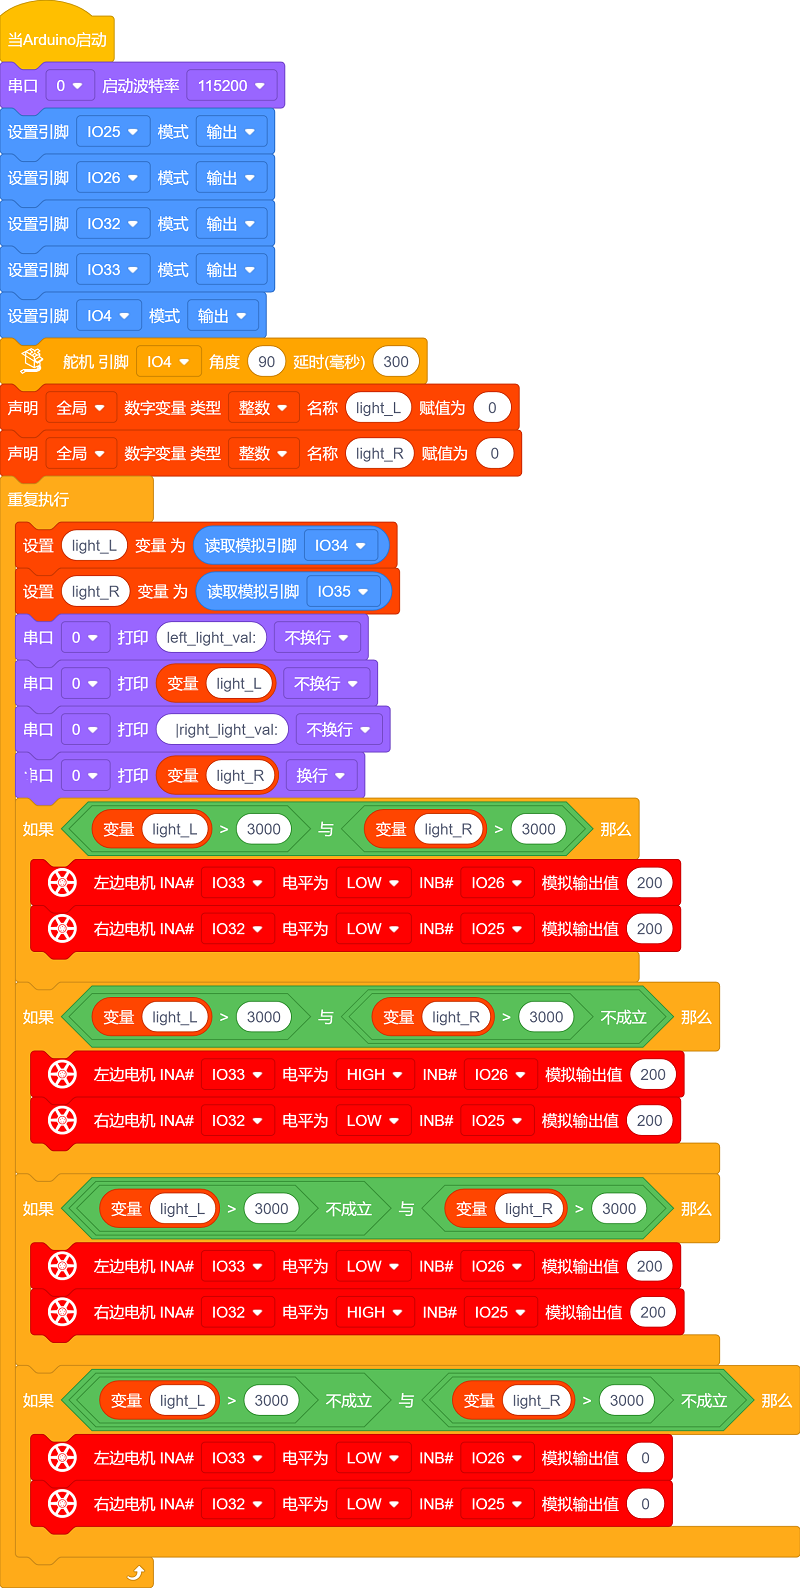 当Arduino启动
串口 0 启动波特率 115200
设置引脚 IO25 模式 输出
设置引脚 IO26 模式 输出
设置引脚 IO32 模式 输出
设置引脚 IO33 模式 输出
设置引脚 IO4 模式 输出
舵机 引脚 IO4 角度 90 延时(毫秒) 300
声明 全局 数字变量 类型 整数 名称 light_L 赋值为 0
声明 全局 数字变量 类型 整数 名称 light_R 赋值为 0
重复执行
设置 light_L 变量 为 读取模拟引脚 IO34
设置 light_R 变量 为 读取模拟引脚 IO35
串口 0 打印 left_light_val: 不换行
串口 0 打印 变量 light_L 不换行
串口 0 打印 |right_light_val: 不换行
串口 0 打印 变量 light_R 换行
如果 变量 light_L > 3000 与 变量 light_R > 3000 那么
左边电机 INA# IO33 电平为 LOW INB# IO26 模拟输出值 200
右边电机 INA# IO32 电平为 LOW INB# IO25 模拟输出值 200
如果 变量 light_L > 3000 与 变量 light_R > 3000 不成立 那么
左边电机 INA# IO33 电平为 HIGH INB# IO26 模拟输出值 200
右边电机 INA# IO32 电平为 LOW INB# IO25 模拟输出值 200
如果 变量 light_L > 3000 不成立 与 变量 light_R > 3000 那么
左边电机 INA# IO33 电平为 LOW INB# IO26 模拟输出值 200
右边电机 INA# IO32 电平为 HIGH INB# IO25 模拟输出值 200
如果 变量 light_L > 3000 不成立 与 变量 light_R > 3000 不成立 那么
左边电机 INA# IO33 电平为 LOW INB# IO26 模拟输出值 0
右边电机 INA# IO32 电平为 LOW INB# IO25 模拟输出值 0